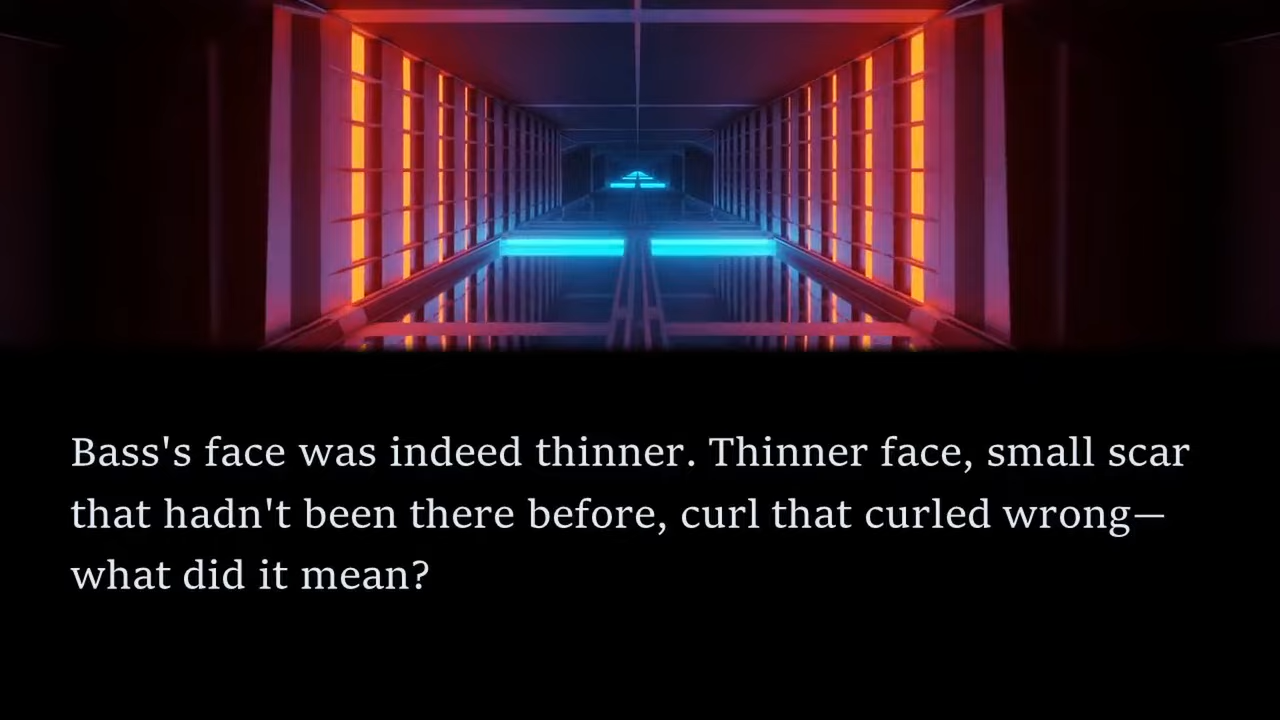 Bass's face was indeed thinner. Thinner face, small scar
that hadn't been there before, curl that curled wrong—
what did it mean?